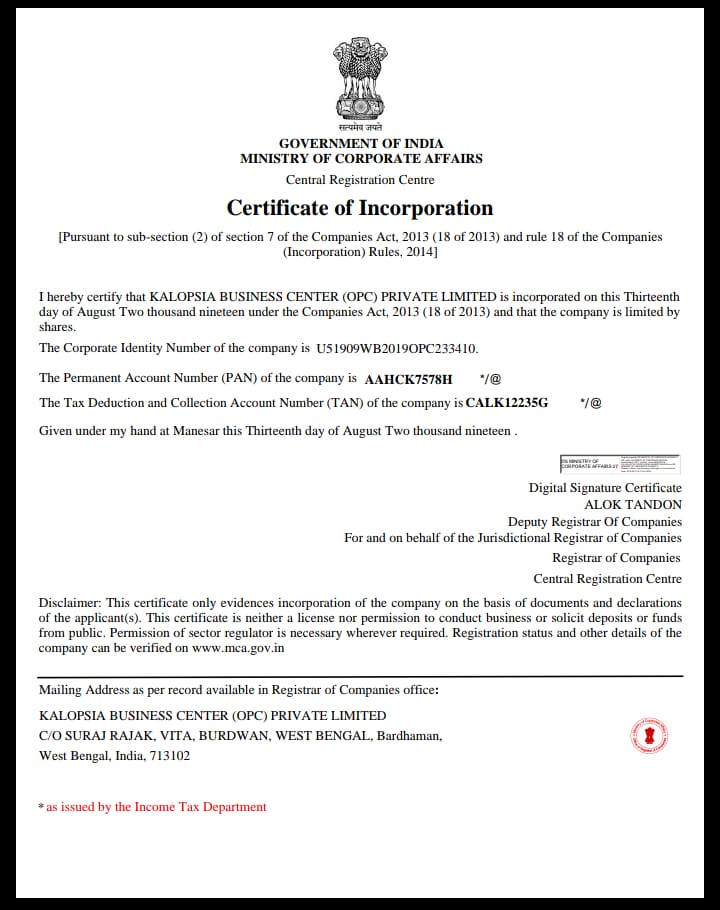 सत्यमेव जयते
GOVERNMENT OF INDIA
MINISTRY OF CORPORATE AFFAIRS
Central Registration Centre
Certificate of Incorporation
[Pursuant to sub-section (2) of section 7 of the Companies Act, 2013 (18 of 2013) and rule 18 of the Companies
(Incorporation) Rules, 2014]
I hereby certify that KALOPSIA BUSINESS CENTER (OPC) PRIVATE LIMITED is incorporated on this Thirteenth
day of August Two thousand nineteen under the Companies Act, 2013 (18 of 2013) and that the company is limited by
shares.
The Corporate Identity Number of the company is U51909WB2019OPC233410.
The Permanent Account Number (PAN) of the company is AAHCK7578H */@
The Tax Deduction and Collection Account Number (TAN) of the company is CALK12235G */@
Given under my hand at Manesar this Thirteenth day of August Two thousand nineteen .
DS MINISTRY OF
CORPORATE AFFAIRS 27
Digital Signature Certificate
ALOK TANDON
Deputy Registrar Of Companies
For and on behalf of the Jurisdictional Registrar of Companies
Registrar of Companies
Central Registration Centre
Disclaimer: This certificate only evidences incorporation of the company on the basis of documents and declarations
of the applicant(s). This certificate is neither a license nor permission to conduct business or solicit deposits or funds
from public. Permission of sector regulator is necessary wherever required. Registration status and other details of the
company can be verified on www.mca.gov.in
Mailing Address as per record available in Registrar of Companies office:
KALOPSIA BUSINESS CENTER (OPC) PRIVATE LIMITED
C/O SURAJ RAJAK, VITA, BURDWAN, WEST BENGAL, Bardhaman,
West Bengal, India, 713102
* as issued by the Income Tax Department